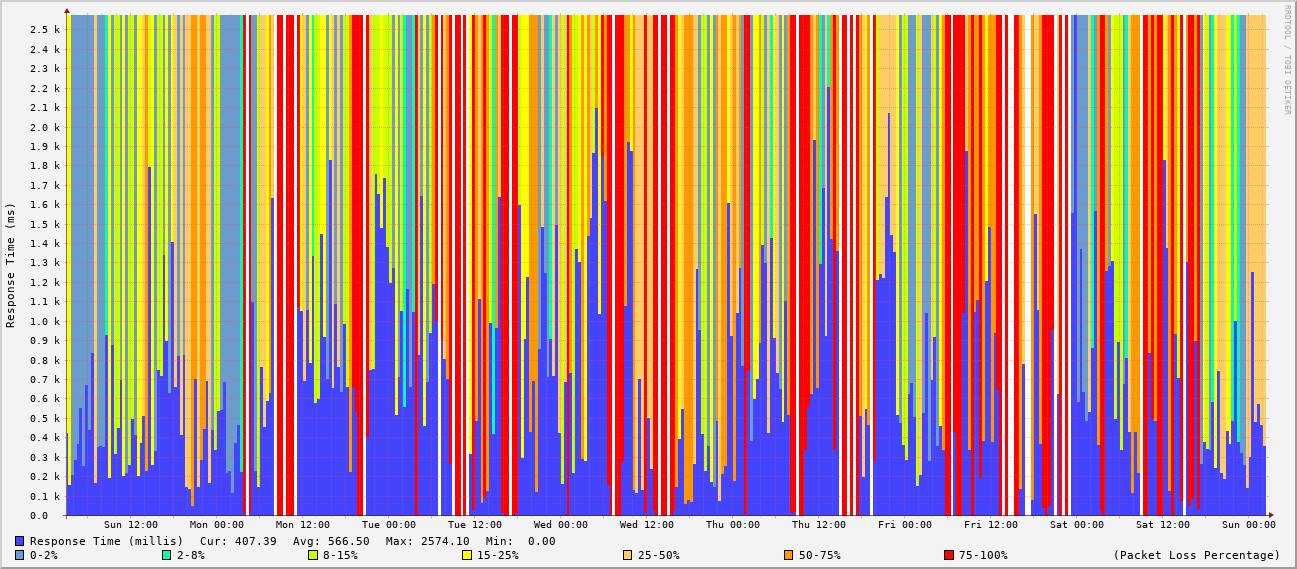 RRDTOOL / TOBI OETIKER
Response Time (ms)
2.5 k
2.4 k
2.3 k
2.2 k
2.1 k
2.0 k
1.9 k
1.8 k
1.7 k
1.6 k
1.5 k
1.4 k
1.3 k
1.2 k
1.1 k
1.0 k
0.9 k
0.8 k
0.7 k
0.6 k
0.5 k
0.4 k
0.3 k
0.2 k
0.1 k
0.0
Sun 12:00 Mon 00:00 Mon 12:00 Tue 00:00 Tue 12:00 Wed 00:00 Wed 12:00 Thu 00:00 Thu 12:00 Fri 00:00 Fri 12:00 Sat 00:00 Sat 12:00 Sun 00:00
Response Time (millis) Cur: 407.39 Avg: 566.50 Max: 2574.10 Min: 0.00
0-2% 2-8% 8-15% 15-25% 25-50% 50-75% 75-100% (Packet Loss Percentage)